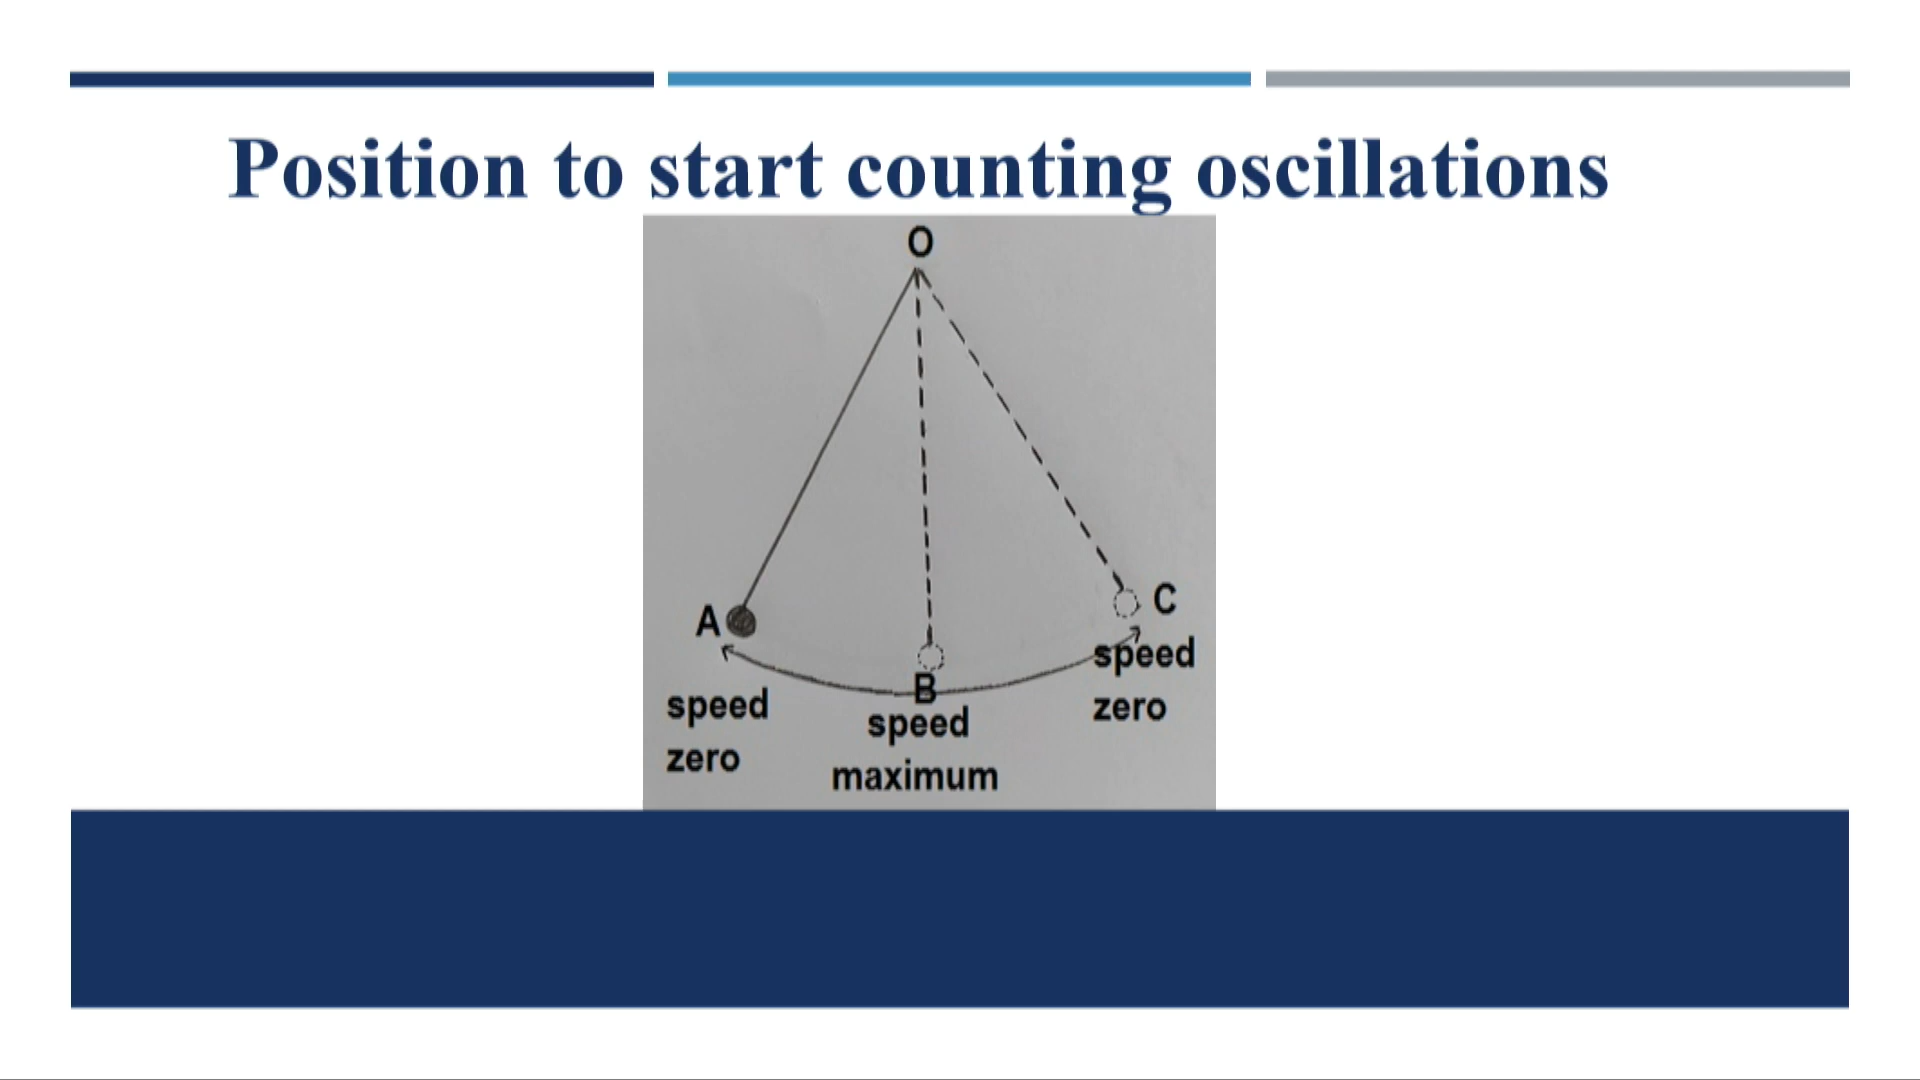 Position to start counting oscillations
O
A
C
speed
zero
B
speed
maximum
speed
zero